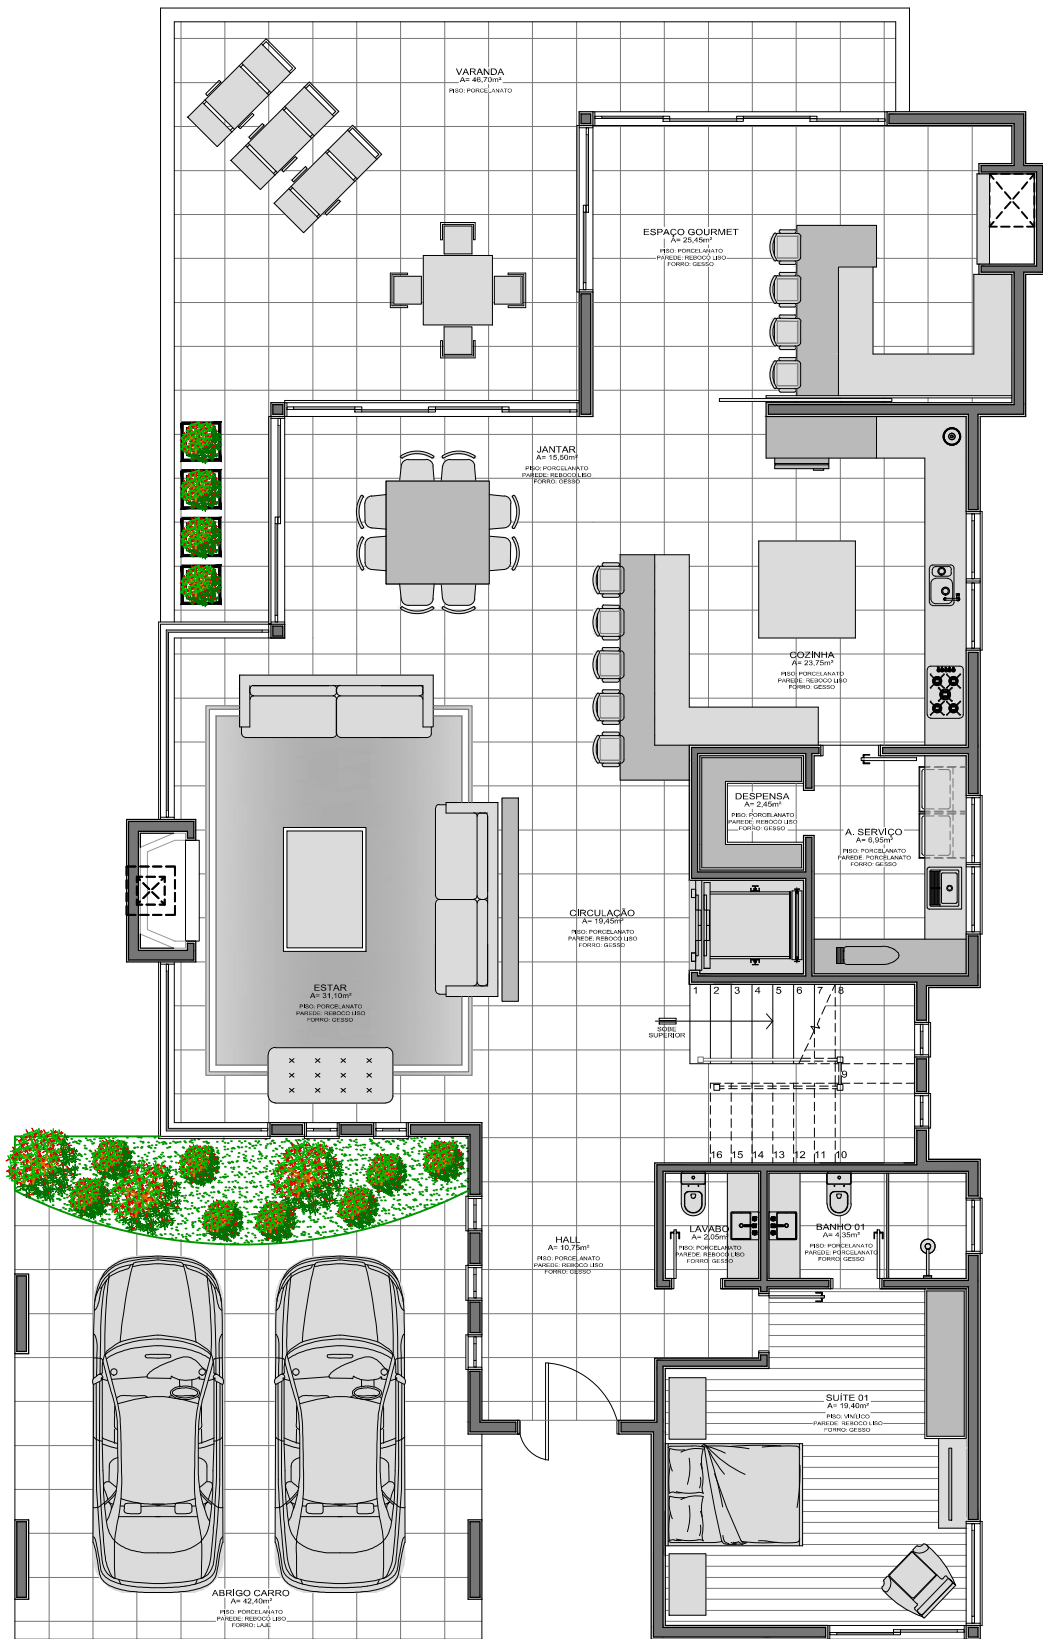 VARANDA
A= 46,70m²
PISO: PORCELANATO
ESPAÇO GOURMET
A= 25,45m²
PISO: PORCELANATO
PAREDE: REBOCO LISO
FORRO: GESSO
JANTAR
A= 15,50m²
PISO: PORCELANATO
PAREDE: REBOCO LISO
FORRO: GESSO
COZINHA
A= 23,75m²
PISO: PORCELANATO
PAREDE: REBOCO LISO
FORRO: GESSO
DESPENSA
A= 2,45m²
PISO: PORCELANATO
PAREDE: REBOCO LISO
FORRO: GESSO
A. SERVIÇO
A= 6,95m²
PISO: PORCELANATO
PAREDE: PORCELANATO
FORRO: GESSO
CIRCULAÇÃO
A= 19,45m²
PISO: PORCELANATO
PAREDE: REBOCO LISO
FORRO: GESSO
ESTAR
A= 31,10m²
PISO: PORCELANATO
PAREDE: REBOCO LISO
FORRO: GESSO
1 2 3 4 5 6 7 8
SOBE
SUPERIOR
9
16 15 14 13 12 11 10
LAVABO
A= 2,05m²
PISO: PORCELANATO
PAREDE: REBOCO LISO
FORRO: GESSO
BANHO 01
A= 4,35m²
PISO: PORCELANATO
PAREDE: PORCELANATO
FORRO: GESSO
HALL
A= 10,75m²
PISO: PORCELANATO
PAREDE: REBOCO LISO
FORRO: GESSO
SUÍTE 01
A= 19,40m²
PISO: VINÍLICO
PAREDE: REBOCO LISO
FORRO: GESSO
ABRIGO CARRO
A= 42,40m²
PISO: PORCELANATO
PAREDE: REBOCO LISO
FORRO: LAJE